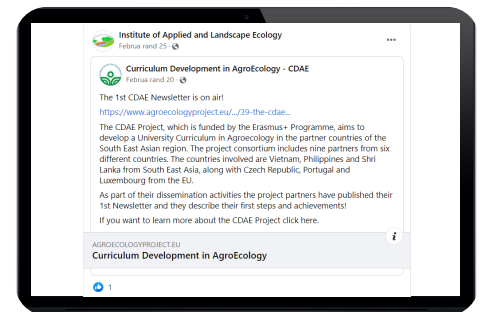 Institute of Applied and Landscape Ecology
Februa rand 25 ·
Curriculum Development in AgroEcology - CDAE
Februa rand 20 ·
The 1st CDAE Newsletter is on air!
https://www.agroecologyproject.eu/.../39-the-cdae...
The CDAE Project, which is funded by the Erasmus+ Programme, aims to
develop a University Curriculum in Agroecology in the partner countries of the
South East Asian region. The project consortium includes nine partners from six
different countries. The countries involved are Vietnam, Philippines and Shri
Lanka from South East Asia, along with Czech Republic, Portugal and
Luxembourg from the EU.
As part of their dissemination activities the project partners have published their
1st Newsletter and they describe their first steps and achievements!
If you want to learn more about the CDAE Project click here.
AGROECOLOGYPROJECT.EU
Curriculum Development in AgroEcology
1